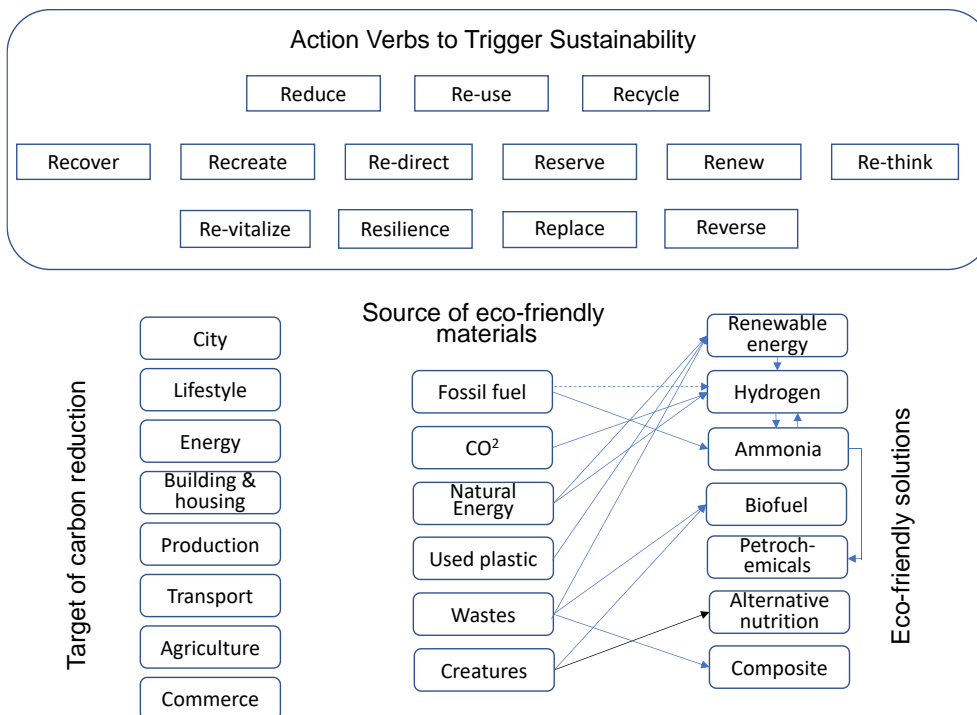 Action Verbs to Trigger Sustainability
Reduce
Re-use
Recycle
Recover
Recreate
Re-direct
Reserve
Renew
Re-think
Re-vitalize
Resilience
Replace
Reverse
Target of carbon reduction
City
Lifestyle
Energy
Building &
housing
Production
Transport
Agriculture
Commerce
Source of eco-friendly
materials
Fossil fuel
CO²
Natural
Energy
Used plastic
Wastes
Creatures
Renewable
energy
Hydrogen
Ammonia
Biofuel
Petroch-
emicals
Alternative
nutrition
Composite
Eco-friendly solutions